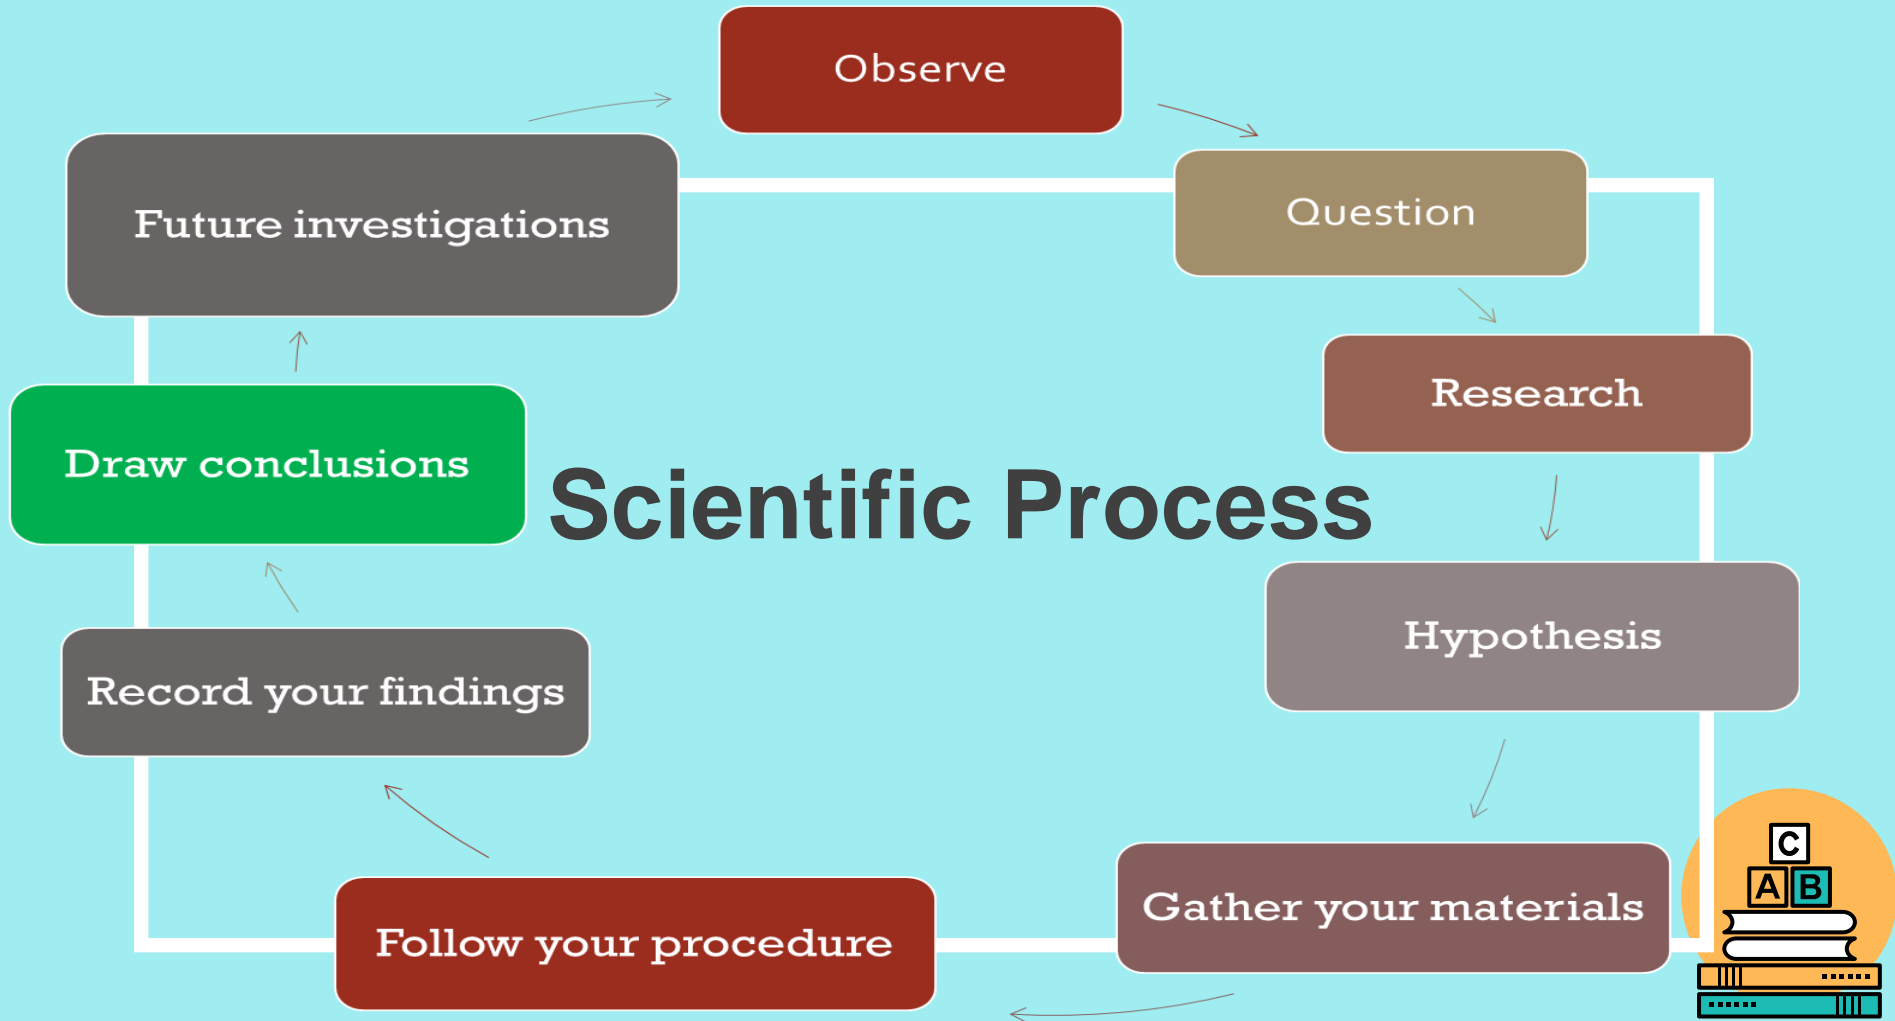 Observe
Question
Research
Hypothesis
Gather your materials
Follow your procedure
Record your findings
Draw conclusions
Future investigations
Scientific Process
C
A B